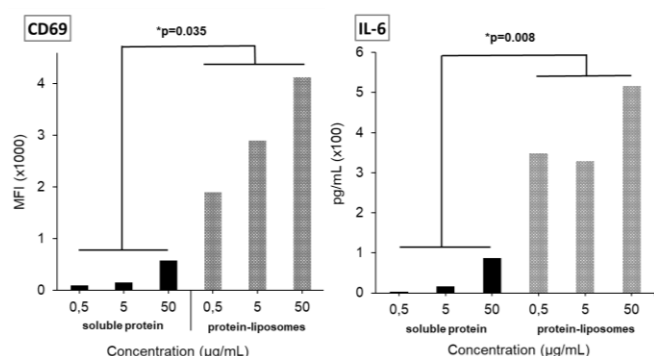 CD69
*p=0.035
MFI (x1000)
4
3
2
1
0
0,5 5 50 0,5 5 50
soluble protein protein-liposomes
Concentration (µg/mL)
IL-6
*p=0.008
pg/mL (x100)
6
5
4
3
2
1
0
0,5 5 50 0,5 5 50
soluble protein protein-liposomes
Concentration (µg/mL)